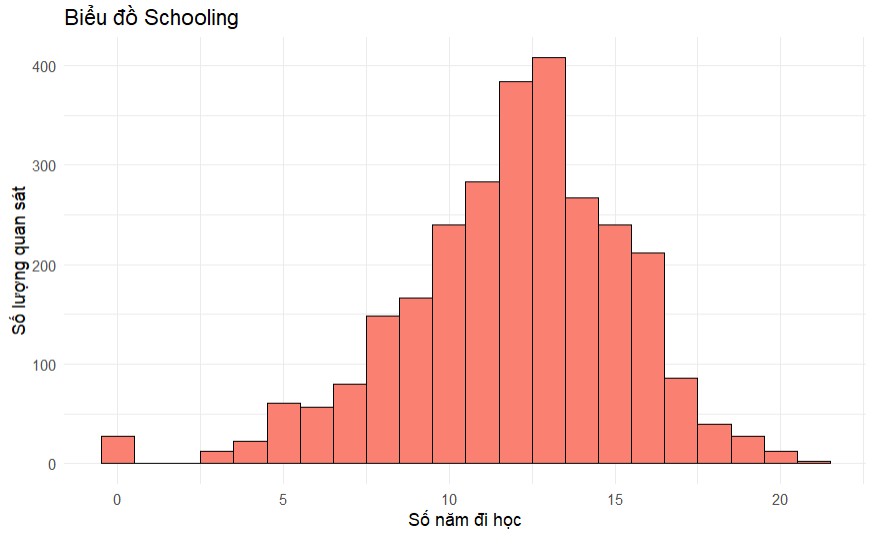 Biểu đồ Schooling
Số lượng quan sát
400
300
200
100
0
0 5 10 15 20
Số năm đi học